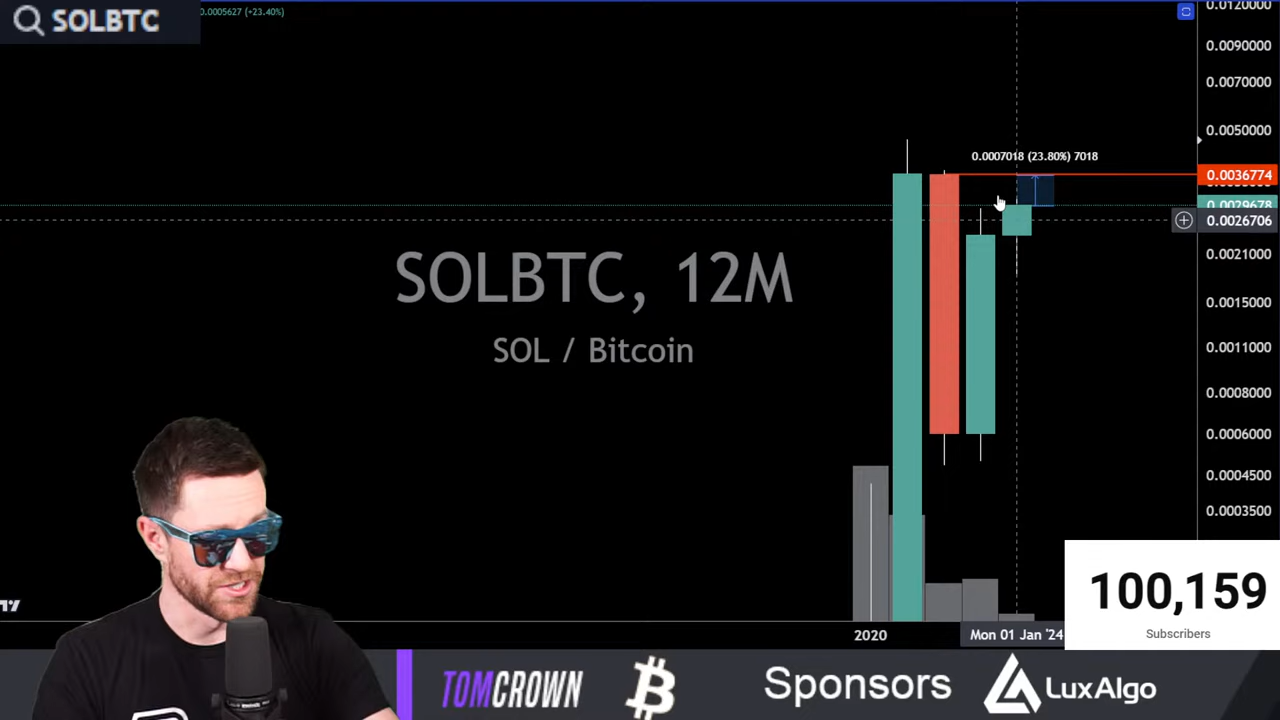 SOLBTC
0.0005627 (+23.40%)
0.0120000
0.0090000
0.0070000
0.0050000
0.0007018 (23.80%) 7018
0.0036774
0.0029678
0.0026706
0.0021000
0.0015000
0.0011000
0.0008000
0.0006000
0.0004500
0.0003500
SOLBTC, 12M
SOL / Bitcoin
2020
Mon 01 Jan '24
100,159
Subscribers
TOMCROWN
Sponsors
LuxAlgo